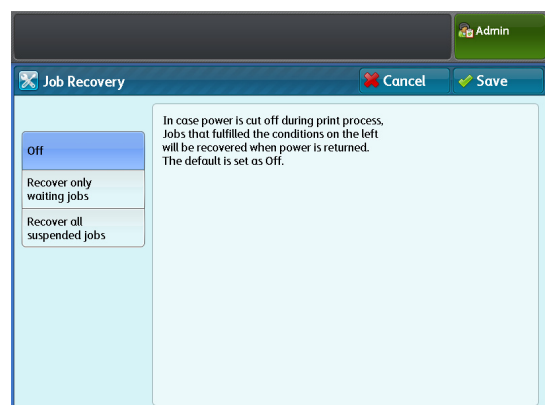 Admin
Job Recovery
Cancel
Save
Off
Recover only
waiting jobs
Recover all
suspended jobs
In case power is cut off during print process,
Jobs that fulfilled the conditions on the left
will be recovered when power is returned.
The default is set as Off.